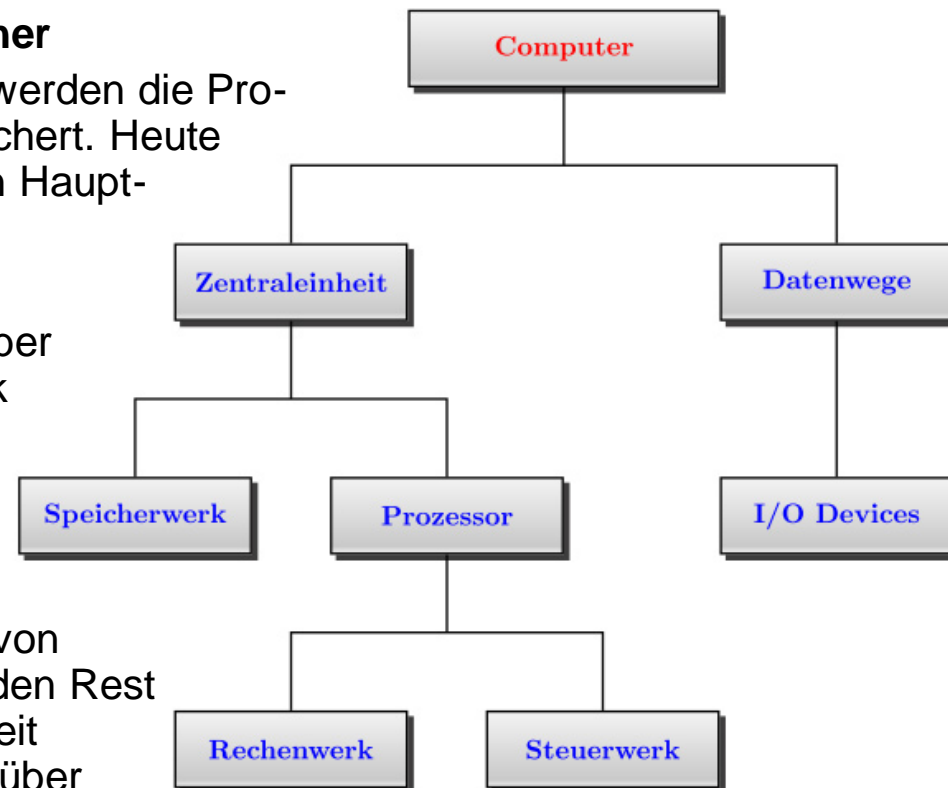 ner
werden die Pro-
chert. Heute
n Haupt-
ber
k
von
den Rest
eit
über
Computer
Zentraleinheit
Datenwege
Speicherwerk
Prozessor
I/O Devices
Rechenwerk
Steuerwerk